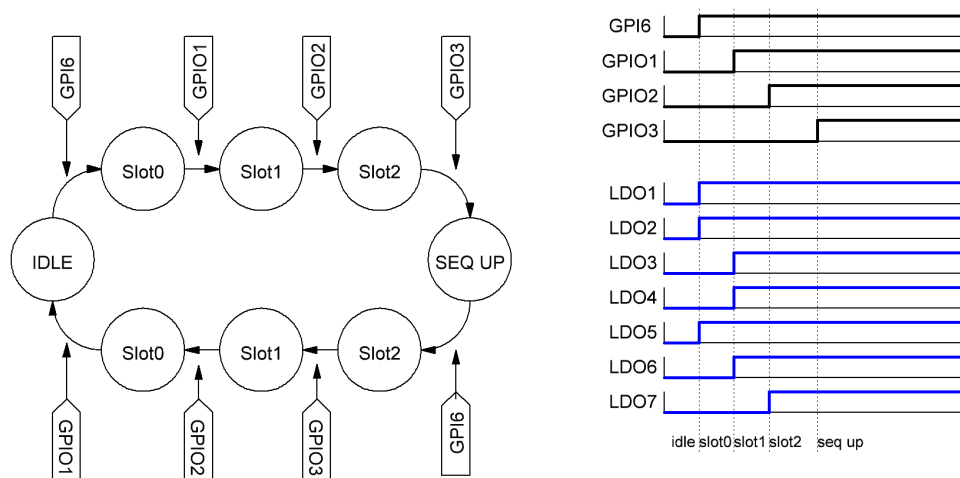 GPI6
GPIO1
GPIO2
GPIO3
Slot0
Slot1
Slot2
IDLE
SEQ UP
Slot0
Slot1
Slot2
GPIO1
GPIO2
GPIO3
GPI6
GPI6
GPIO1
GPIO2
GPIO3
LDO1
LDO2
LDO3
LDO4
LDO5
LDO6
LDO7
idle slot0 slot1 slot2 seq up